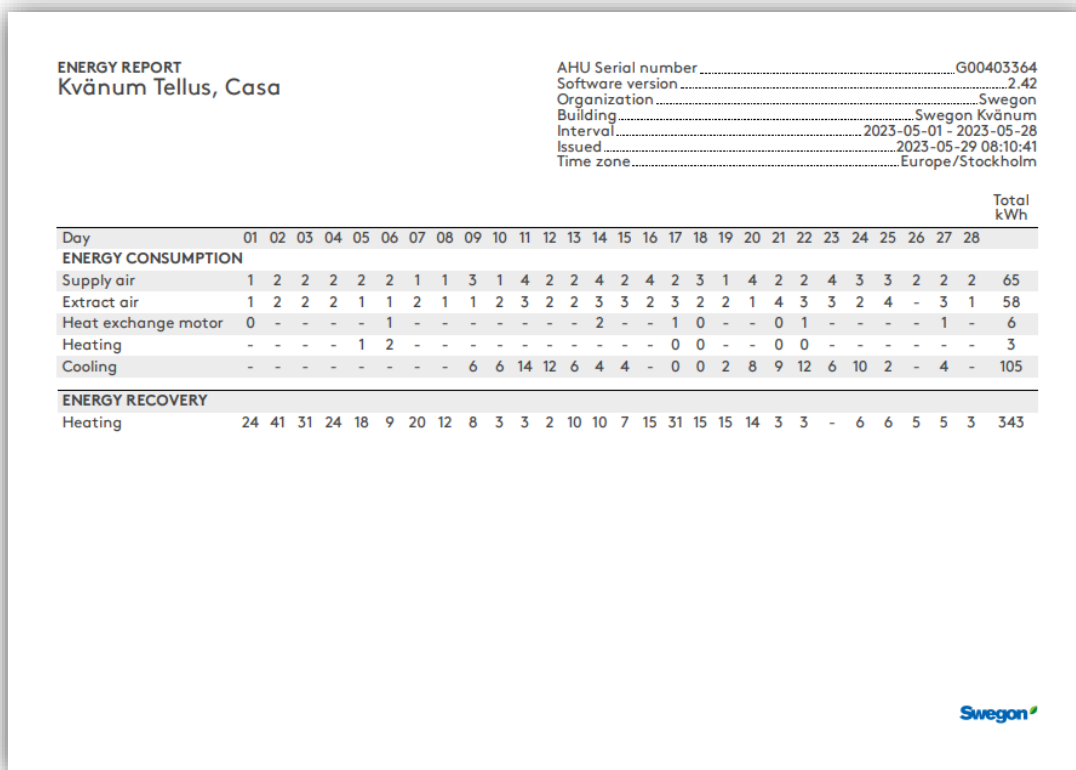 ENERGY REPORT
Kvänum Tellus, Casa
AHU Serial number G00403364
Software version 2.42
Organization Swegon
Building Swegon Kvänum
Interval 2023-05-01 - 2023-05-28
Issued 2023-05-29 08:10:41
Time zone Europe/Stockholm
Total
kWh
Day 01 02 03 04 05 06 07 08 09 10 11 12 13 14 15 16 17 18 19 20 21 22 23 24 25 26 27 28
ENERGY CONSUMPTION
Supply air 1 2 2 2 2 2 1 1 3 1 4 2 2 4 2 4 2 3 1 4 2 2 4 3 3 2 2 2 65
Extract air 1 2 2 2 1 1 2 1 1 2 3 2 2 3 3 2 3 2 2 1 4 3 3 2 4 - 3 1 58
Heat exchange motor 0 - - - - 1 - - - - - - - 2 - - 1 0 - - 0 1 - - - - 1 - 6
Heating - - - - 1 2 - - - - - - - - - - 0 0 - - 0 0 - - - - - - 3
Cooling - - - - - - - - 6 6 14 12 6 4 4 - 0 0 2 8 9 12 6 10 2 - 4 - 105
ENERGY RECOVERY
Heating 24 41 31 24 18 9 20 12 8 3 3 2 10 10 7 15 31 15 15 14 3 3 - 6 6 5 5 3 343
Swegon